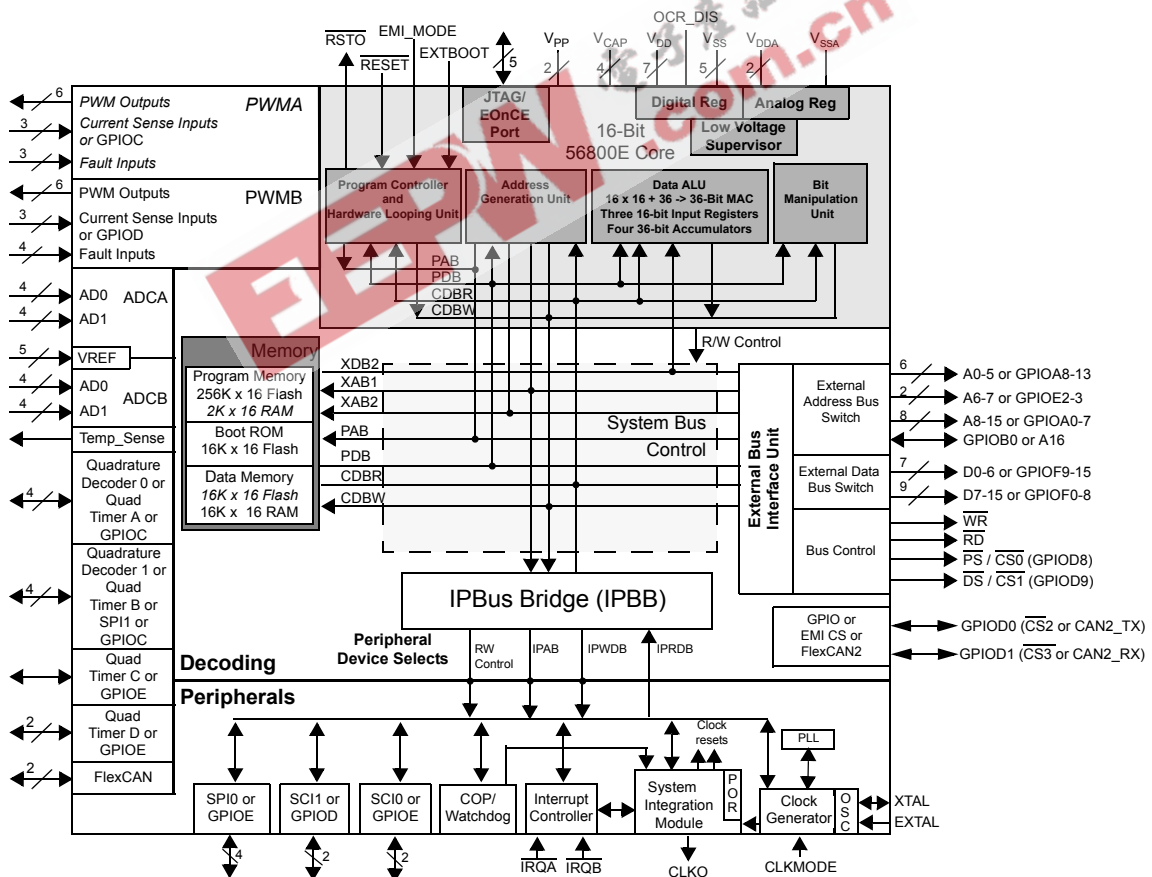 OCR_DIS
RSTO
EMI_MODE
RESET
EXTBOOT
5
VPP
2
VCAP
4
VDD
7
VSS
5
VDDA
2
VSSA
电子产品
.com.cn
EEPW
6
PWM Outputs
PWMA
3
Current Sense Inputs
or GPIOC
3
Fault Inputs
6
PWM Outputs
PWMB
3
Current Sense Inputs
or GPIOD
4
Fault Inputs
4
AD0
ADCA
4
AD1
5
VREF
4
AD0
ADCB
4
AD1
Temp_Sense
Quadrature
Decoder 0 or
Quad
Timer A or
GPIOC
4
Quadrature
Decoder 1 or
Quad
Timer B or
SPI1 or
GPIOC
4
Quad
Timer C or
GPIOE
Quad
Timer D or
GPIOE
2
FlexCAN
2
JTAG/
EOnCE
Port
Digital Reg
Analog Reg
Low Voltage
Supervisor
16-Bit
56800E Core
Program Controller
and
Hardware Looping Unit
Address
Generation Unit
Data ALU
16 x 16 + 36 -> 36-Bit MAC
Three 16-bit Input Registers
Four 36-bit Accumulators
Bit
Manipulation
Unit
PAB
PDB
CDBR
CDBW
R/W Control
Memory
Program Memory
256K x 16 Flash
2K x 16 RAM
Boot ROM
16K x 16 Flash
Data Memory
16K x 16 Flash
16K x 16 RAM
XDB2
XAB1
XAB2
PAB
PDB
CDBR
CDBW
System Bus
Control
External Bus
Interface Unit
External
Address Bus
Switch
External Data
Bus Switch
Bus Control
6
A0-5 or GPIOA8-13
2
A6-7 or GPIOE2-3
8
A8-15 or GPIOA0-7
GPIOB0 or A16
7
D0-6 or GPIOF9-15
9
D7-15 or GPIOF0-8
WR
RD
PS / CS0 (GPIOD8)
DS / CS1 (GPIOD9)
GPIO or
EMI CS or
FlexCAN2
GPIOD0 (CS2 or CAN2_TX)
GPIOD1 (CS3 or CAN2_RX)
IPBus Bridge (IPBB)
Peripheral
Device Selects
RW
Control
IPAB
IPWDB
IPRDB
Decoding
Peripherals
Clock
resets
PLL
SPI0 or
GPIOE
SCI1 or
GPIOD
SCI0 or
GPIOE
COP/
Watchdog
Interrupt
Controller
System
Integration
Module
POR
Clock
Generator
OSC
XTAL
EXTAL
4
2
2
IRQA
IRQB
CLKO
CLKMODE